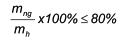 m_ng / m_h x100% ≤ 80%